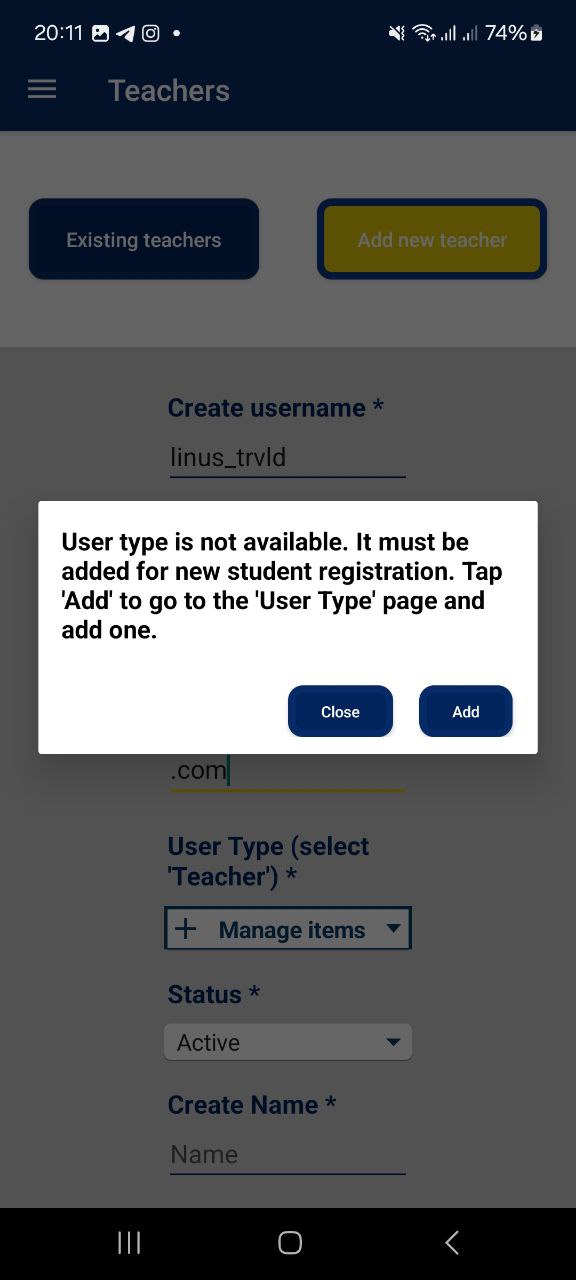 20:11
74%
Teachers
Existing teachers
Add new teacher
Create username *
linus_trvld
User type is not available. It must be
added for new student registration. Tap
'Add' to go to the 'User Type' page and
add one.
Close
Add
.com
User Type (select
'Teacher') *
Manage items
Status *
Active
Create Name *
Name